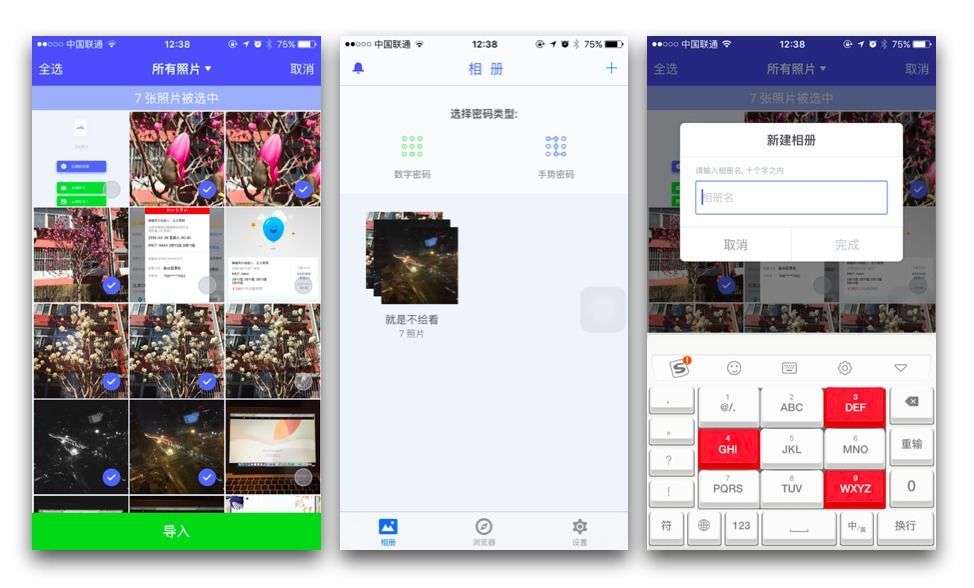 中国联通
12:38
75%
全选
所有照片
取消
7 张照片被选中
导入
中国联通
12:38
75%
相 册
+
选择密码类型:
数字密码
手势密码
就是不给看
7 照片
相册
浏览器
设置
中国联通
12:38
75%
全选
所有照片
取消
7 张照片被选中
新建相册
请输入相册名, 十个字之内
相册名
取消
完成
S
!
,
1
@/.
2
ABC
3
DEF
。
4
GHI
5
JKL
6
MNO
重输
?
!
7
PQRS
8
TUV
9
WXYZ
0
符
123
中/英
换行